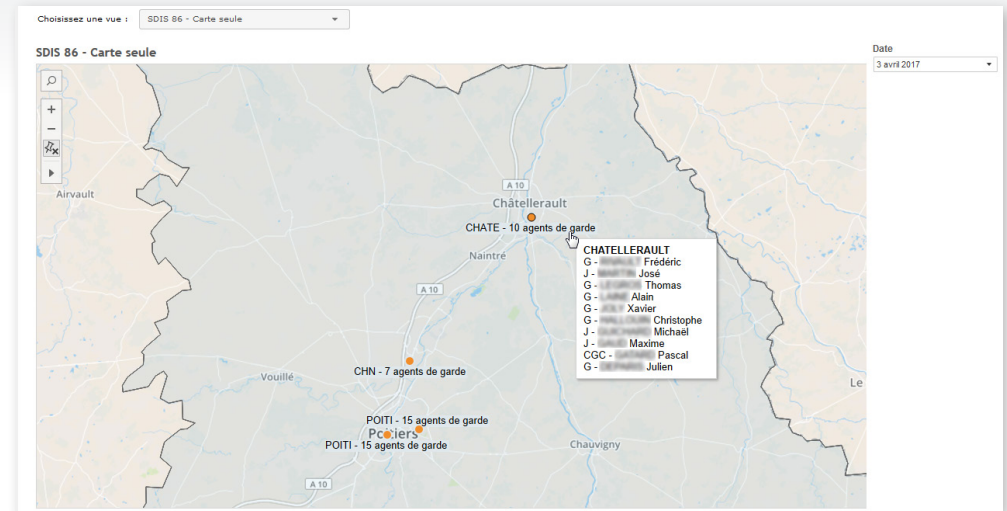 Choisissez une vue : SDIS 86 - Carte seule
SDIS 86 - Carte seule
Date
3 avril 2017
Airvault
A 10
Châtellerault
CHATE - 10 agents de garde
Naintré
CHATELLERAULT
G - Frédéric
J - José
G - Thomas
G - Alain
G - Xavier
G - Christophe
J - Michaël
J - Maxime
CGC - Pascal
G - Julien
A 10
CHN - 7 agents de garde
Vouillé
Le
POITI - 15 agents de garde
Poitiers
POITI - 15 agents de garde
Chauvigny
A 10